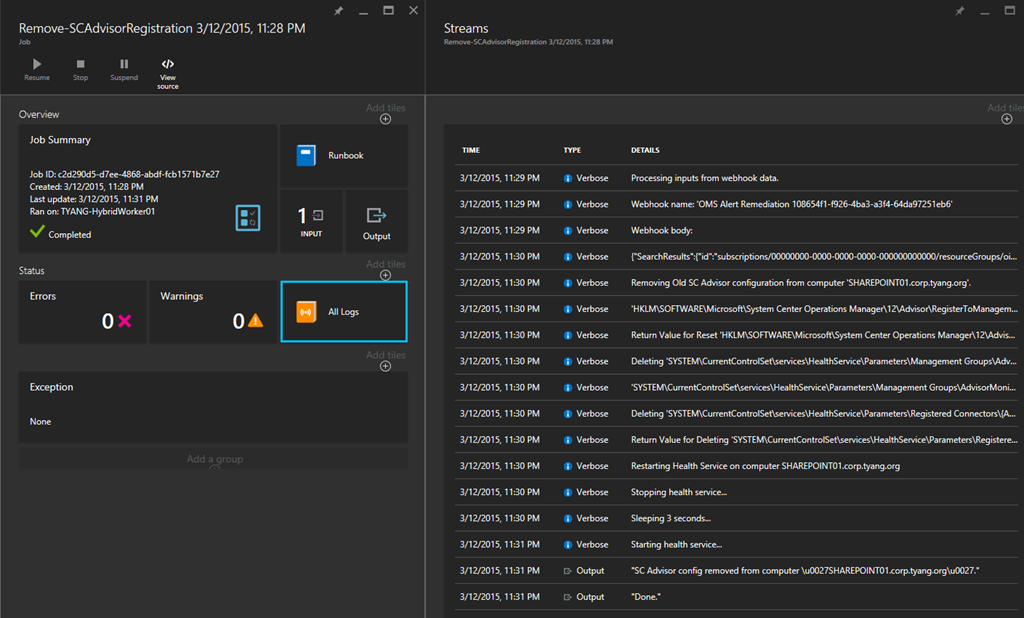 Remove-SCAdvisorRegistration 3/12/2015, 11:28 PM
Job
Resume
Stop
Suspend
View source
Add tiles
Overview
Job Summary
Job ID: c2d290d5-d7ee-4868-abdf-fcb1571b7e27
Created: 3/12/2015, 11:28 PM
Last update: 3/12/2015, 11:31 PM
Ran on: TYANG-HybridWorker01
Completed
Runbook
1
INPUT
Output
Add tiles
Status
Errors
0
Warnings
0
All Logs
Add tiles
Exception
None
Add a group
Streams
Remove-SCAdvisorRegistration 3/12/2015, 11:28 PM
Add tiles
TIME TYPE DETAILS
3/12/2015, 11:29 PM Verbose Processing inputs from webhook data.
3/12/2015, 11:29 PM Verbose Webhook name: 'OMS Alert Remediation 108654f1-f926-4ba3-a3f4-64da97251eb6'
3/12/2015, 11:29 PM Verbose Webhook body:
3/12/2015, 11:30 PM Verbose {"SearchResults":{"id":"subscriptions/00000000-0000-0000-0000-000000000000/resourceGroups/oi...
3/12/2015, 11:30 PM Verbose Removing Old SC Advisor configuration from computer 'SHAREPOINT01.corp.tyang.org'.
3/12/2015, 11:30 PM Verbose 'HKLM\SOFTWARE\Microsoft\System Center Operations Manager\12\Advisor\RegisterToManagem...
3/12/2015, 11:30 PM Verbose Return Value for Reset 'HKLM\SOFTWARE\Microsoft\System Center Operations Manager\12\Advis...
3/12/2015, 11:30 PM Verbose Deleting 'SYSTEM\CurrentControlSet\services\HealthService\Parameters\Management Groups\Adv...
3/12/2015, 11:30 PM Verbose 'SYSTEM\CurrentControlSet\services\HealthService\Parameters\Management Groups\AdvisorMoni...
3/12/2015, 11:30 PM Verbose Deleting 'SYSTEM\CurrentControlSet\services\HealthService\Parameters\Registered Connectors\{A...
3/12/2015, 11:30 PM Verbose Return Value for Deleting 'SYSTEM\CurrentControlSet\services\HealthService\Parameters\Registere...
3/12/2015, 11:30 PM Verbose Restarting Health Service on computer SHAREPOINT01.corp.tyang.org
3/12/2015, 11:30 PM Verbose Stopping health service...
3/12/2015, 11:30 PM Verbose Sleeping 3 seconds...
3/12/2015, 11:31 PM Verbose Starting health service...
3/12/2015, 11:31 PM Output "SC Advisor config removed from computer \u0027SHAREPOINT01.corp.tyang.org\u0027."
3/12/2015, 11:31 PM Output "Done."